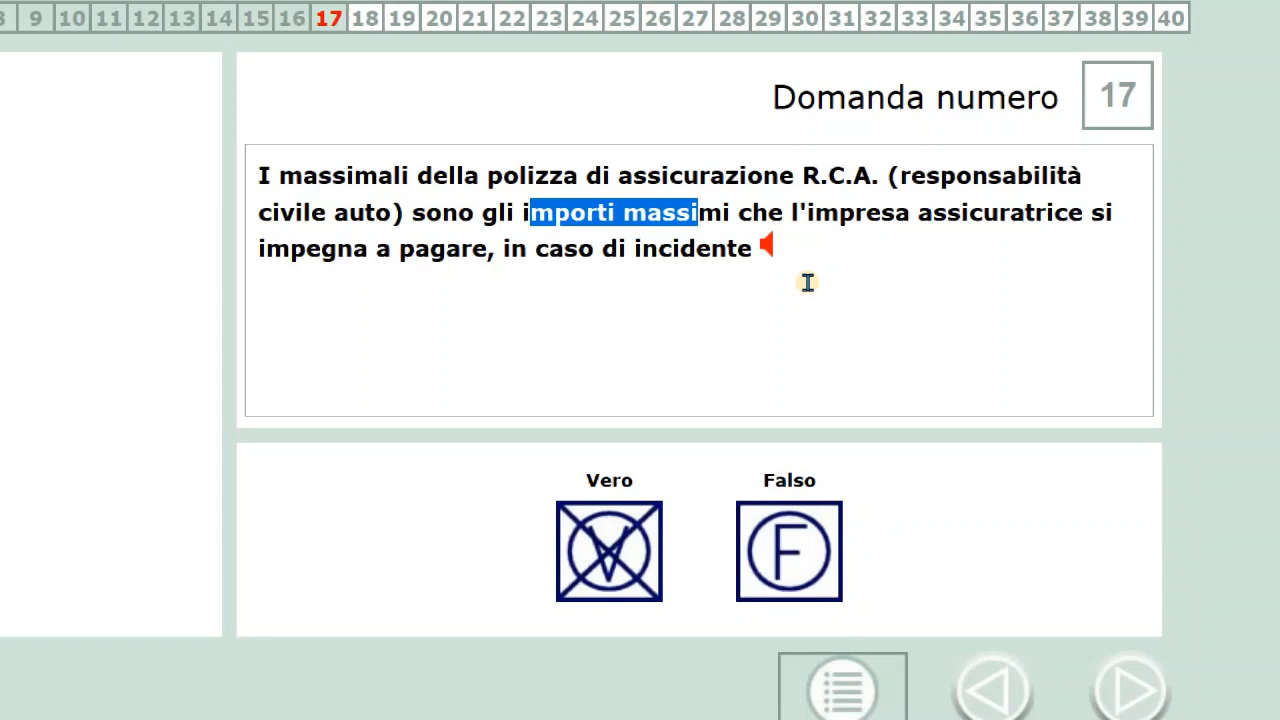 9 10 11 12 13 14 15 16 17 18 19 20 21 22 23 24 25 26 27 28 29 30 31 32 33 34 35 36 37 38 39 40
Domanda numero 17
I massimali della polizza di assicurazione R.C.A. (responsabilità
civile auto) sono gli importi massimi che l'impresa assicuratrice si
impegna a pagare, in caso di incidente
Vero Falso
V F